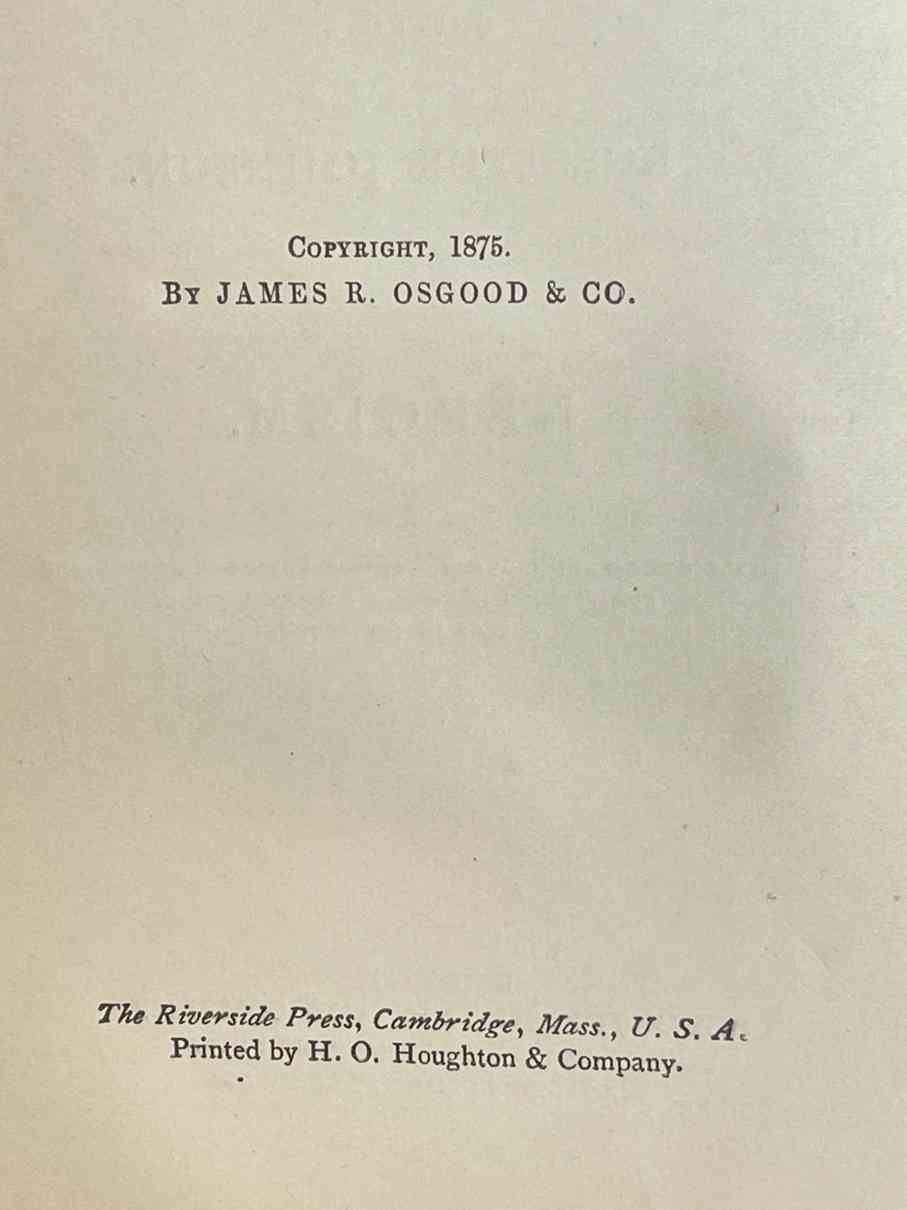 COPYRIGHT, 1875.
BY JAMES R. OSGOOD & CO.
The Riverside Press, Cambridge, Mass., U. S. A.
Printed by H. O. Houghton & Company.